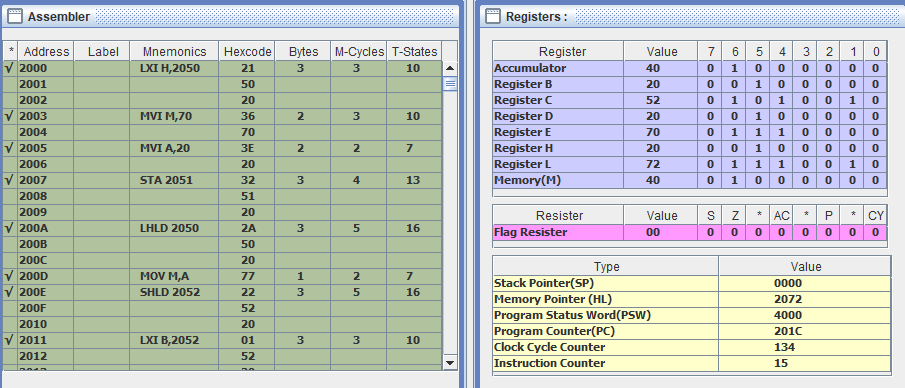 Assembler
* Address Label Mnemonics Hexcode Bytes M-Cycles T-States
√ 2000 LXI H,2050 21 3 3 10
2001 50
2002 20
√ 2003 MVI M,70 36 2 3 10
2004 70
√ 2005 MVI A,20 3E 2 2 7
2006 20
√ 2007 STA 2051 32 3 4 13
2008 51
2009 20
√ 200A LHLD 2050 2A 3 5 16
200B 50
200C 20
√ 200D MOV M,A 77 1 2 7
√ 200E SHLD 2052 22 3 5 16
200F 52
2010 20
√ 2011 LXI B,2052 01 3 3 10
2012 52
Registers :
Register Value 7 6 5 4 3 2 1 0
Accumulator 40 0 1 0 0 0 0 0 0
Register B 20 0 0 1 0 0 0 0 0
Register C 52 0 1 0 1 0 0 1 0
Register D 20 0 0 1 0 0 0 0 0
Register E 70 0 1 1 1 0 0 0 0
Register H 20 0 0 1 0 0 0 0 0
Register L 72 0 1 1 1 0 0 1 0
Memory(M) 40 0 1 0 0 0 0 0 0
Resister Value S Z * AC * P * CY
Flag Resister 00 0 0 0 0 0 0 0 0
Type Value
Stack Pointer(SP) 0000
Memory Pointer (HL) 2072
Program Status Word(PSW) 4000
Program Counter(PC) 201C
Clock Cycle Counter 134
Instruction Counter 15